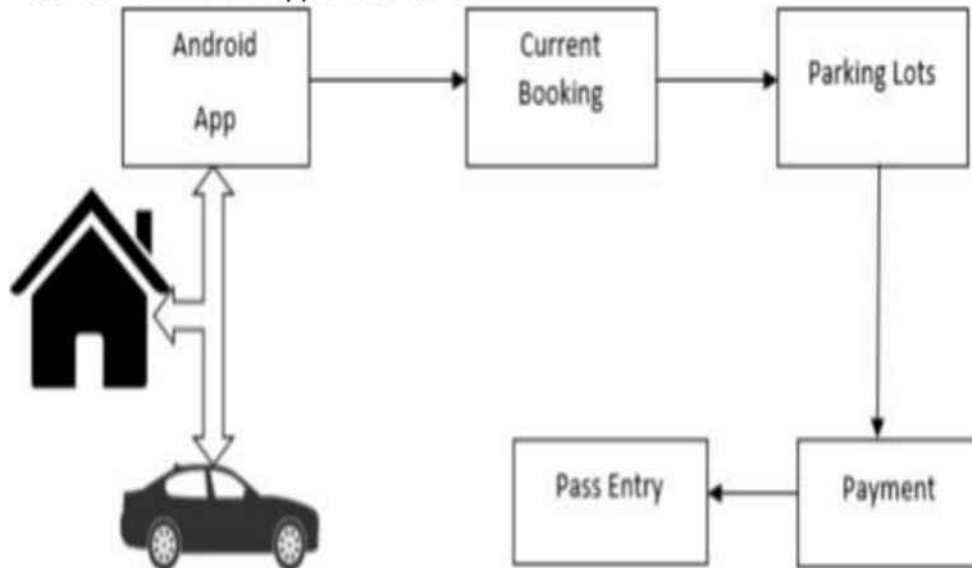 Android
App
Current
Booking
Parking Lots
Pass Entry
Payment